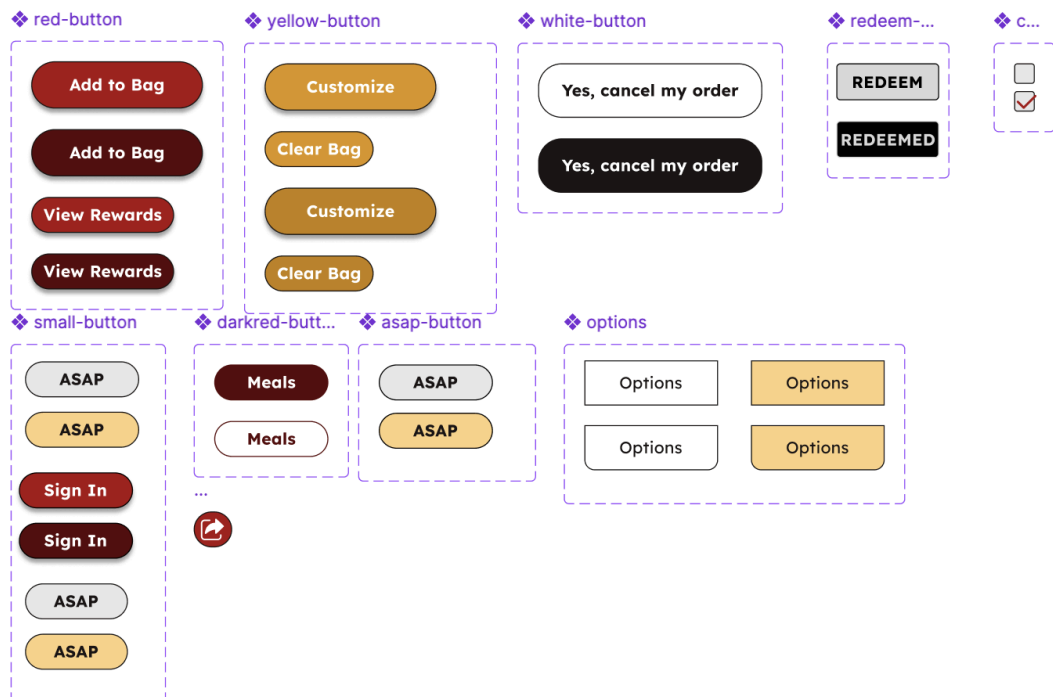 red-button
Add to Bag
Add to Bag
View Rewards
View Rewards
yellow-button
Customize
Clear Bag
Customize
Clear Bag
white-button
Yes, cancel my order
Yes, cancel my order
redeem-...
REDEEM
REDEEMED
c...
small-button
ASAP
ASAP
Sign In
Sign In
ASAP
ASAP
darkred-butt...
Meals
Meals
...
asap-button
ASAP
ASAP
options
Options
Options
Options
Options